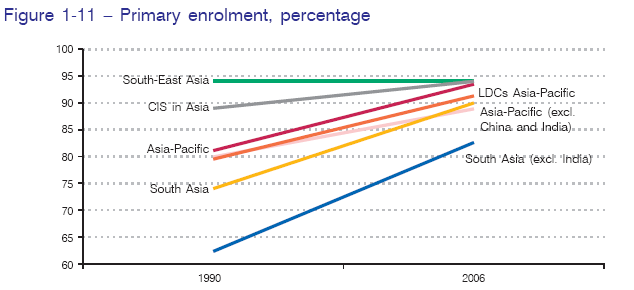 Figure 1-11 – Primary enrolment, percentage
100
95
90
85
80
75
70
65
60
South-East Asia
CIS in Asia
Asia-Pacific
South Asia
LDCs Asia-Pacific
Asia-Pacific (excl.
China and India)
South Asia (excl. India)
1990
2006